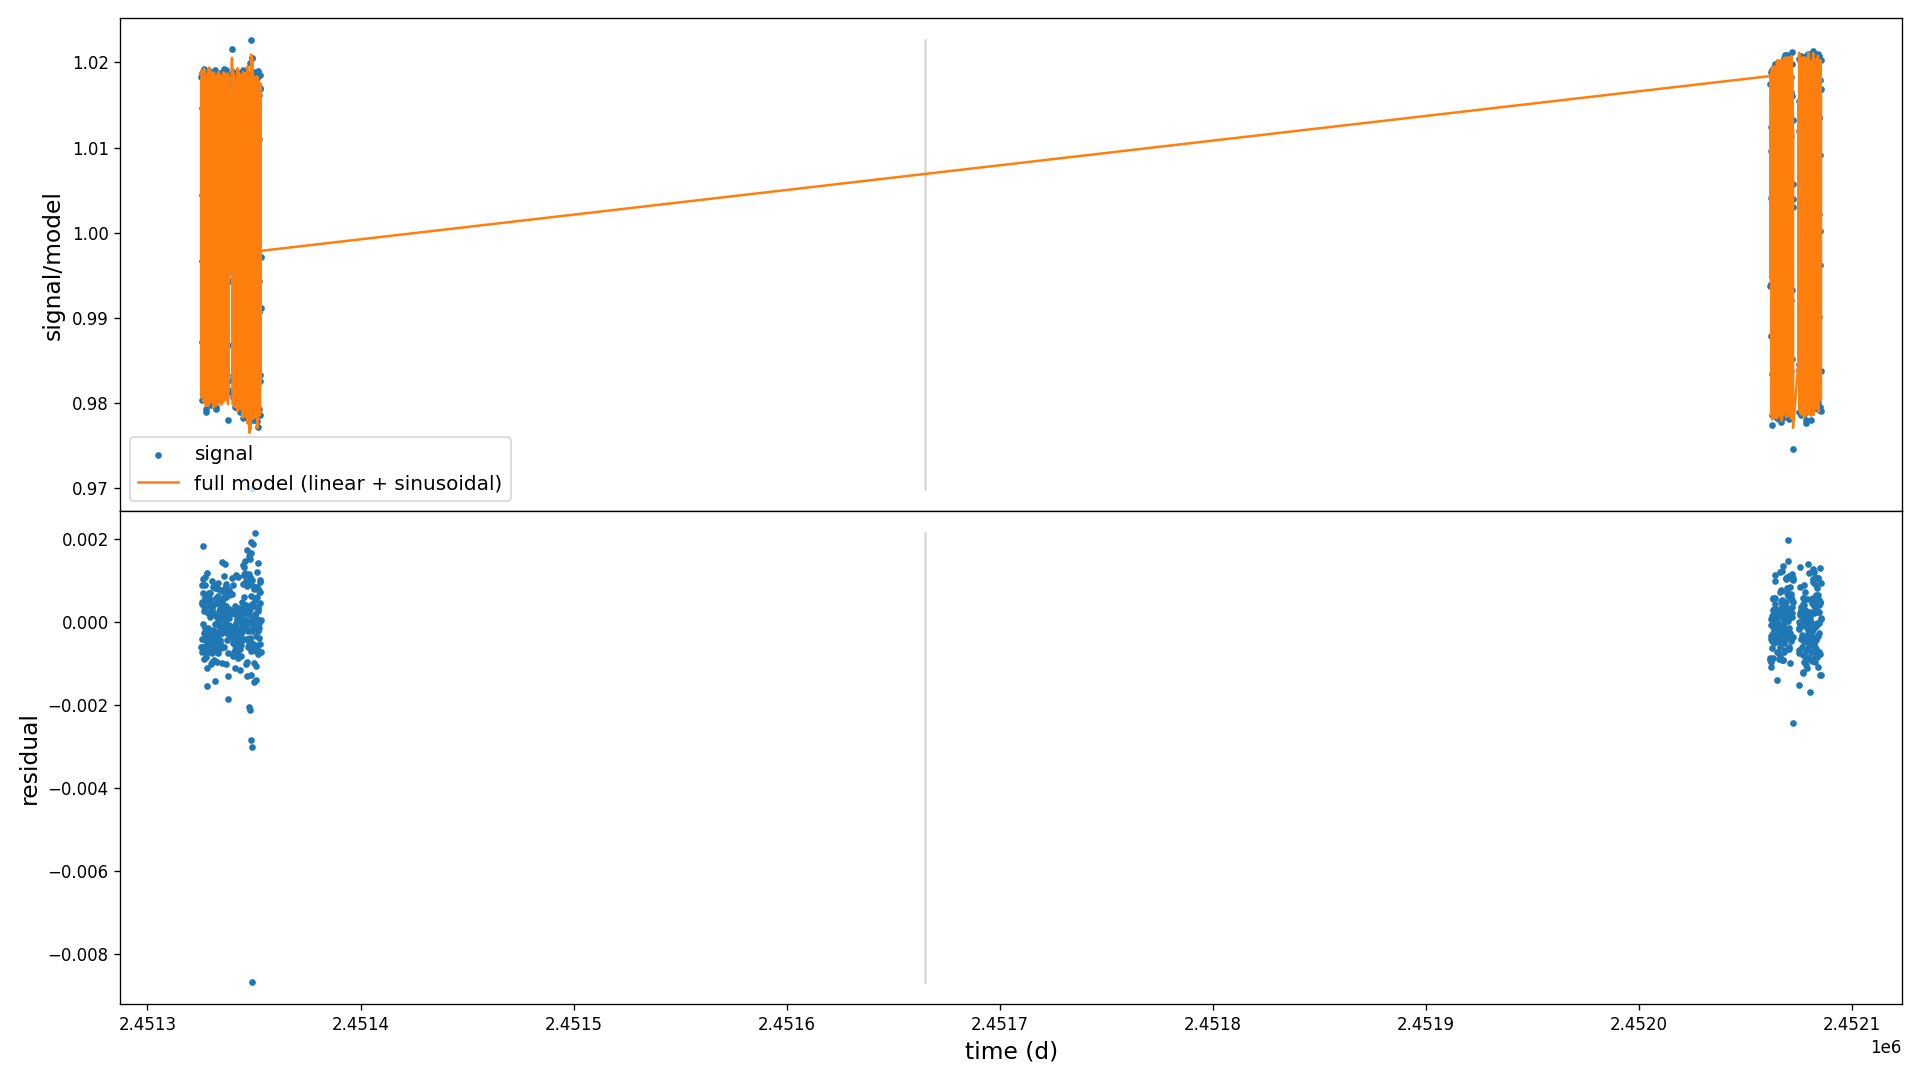 1.02
1.01
1.00
0.99
0.98
0.97
signal/model
signal
full model (linear + sinusoidal)
0.002
0.000
−0.002
−0.004
−0.006
−0.008
residual
2.4513 2.4514 2.4515 2.4516 2.4517 2.4518 2.4519 2.4520 2.4521
1e6
time (d)